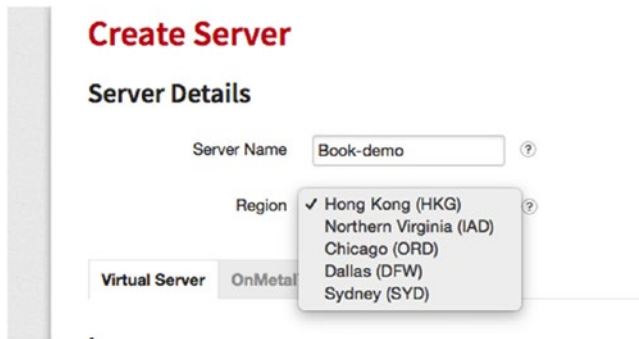 Create Server
Server Details
Server Name Book-demo ?
Region ✓ Hong Kong (HKG) ?
Northern Virginia (IAD)
Chicago (ORD)
Dallas (DFW)
Sydney (SYD)
Virtual Server OnMetal